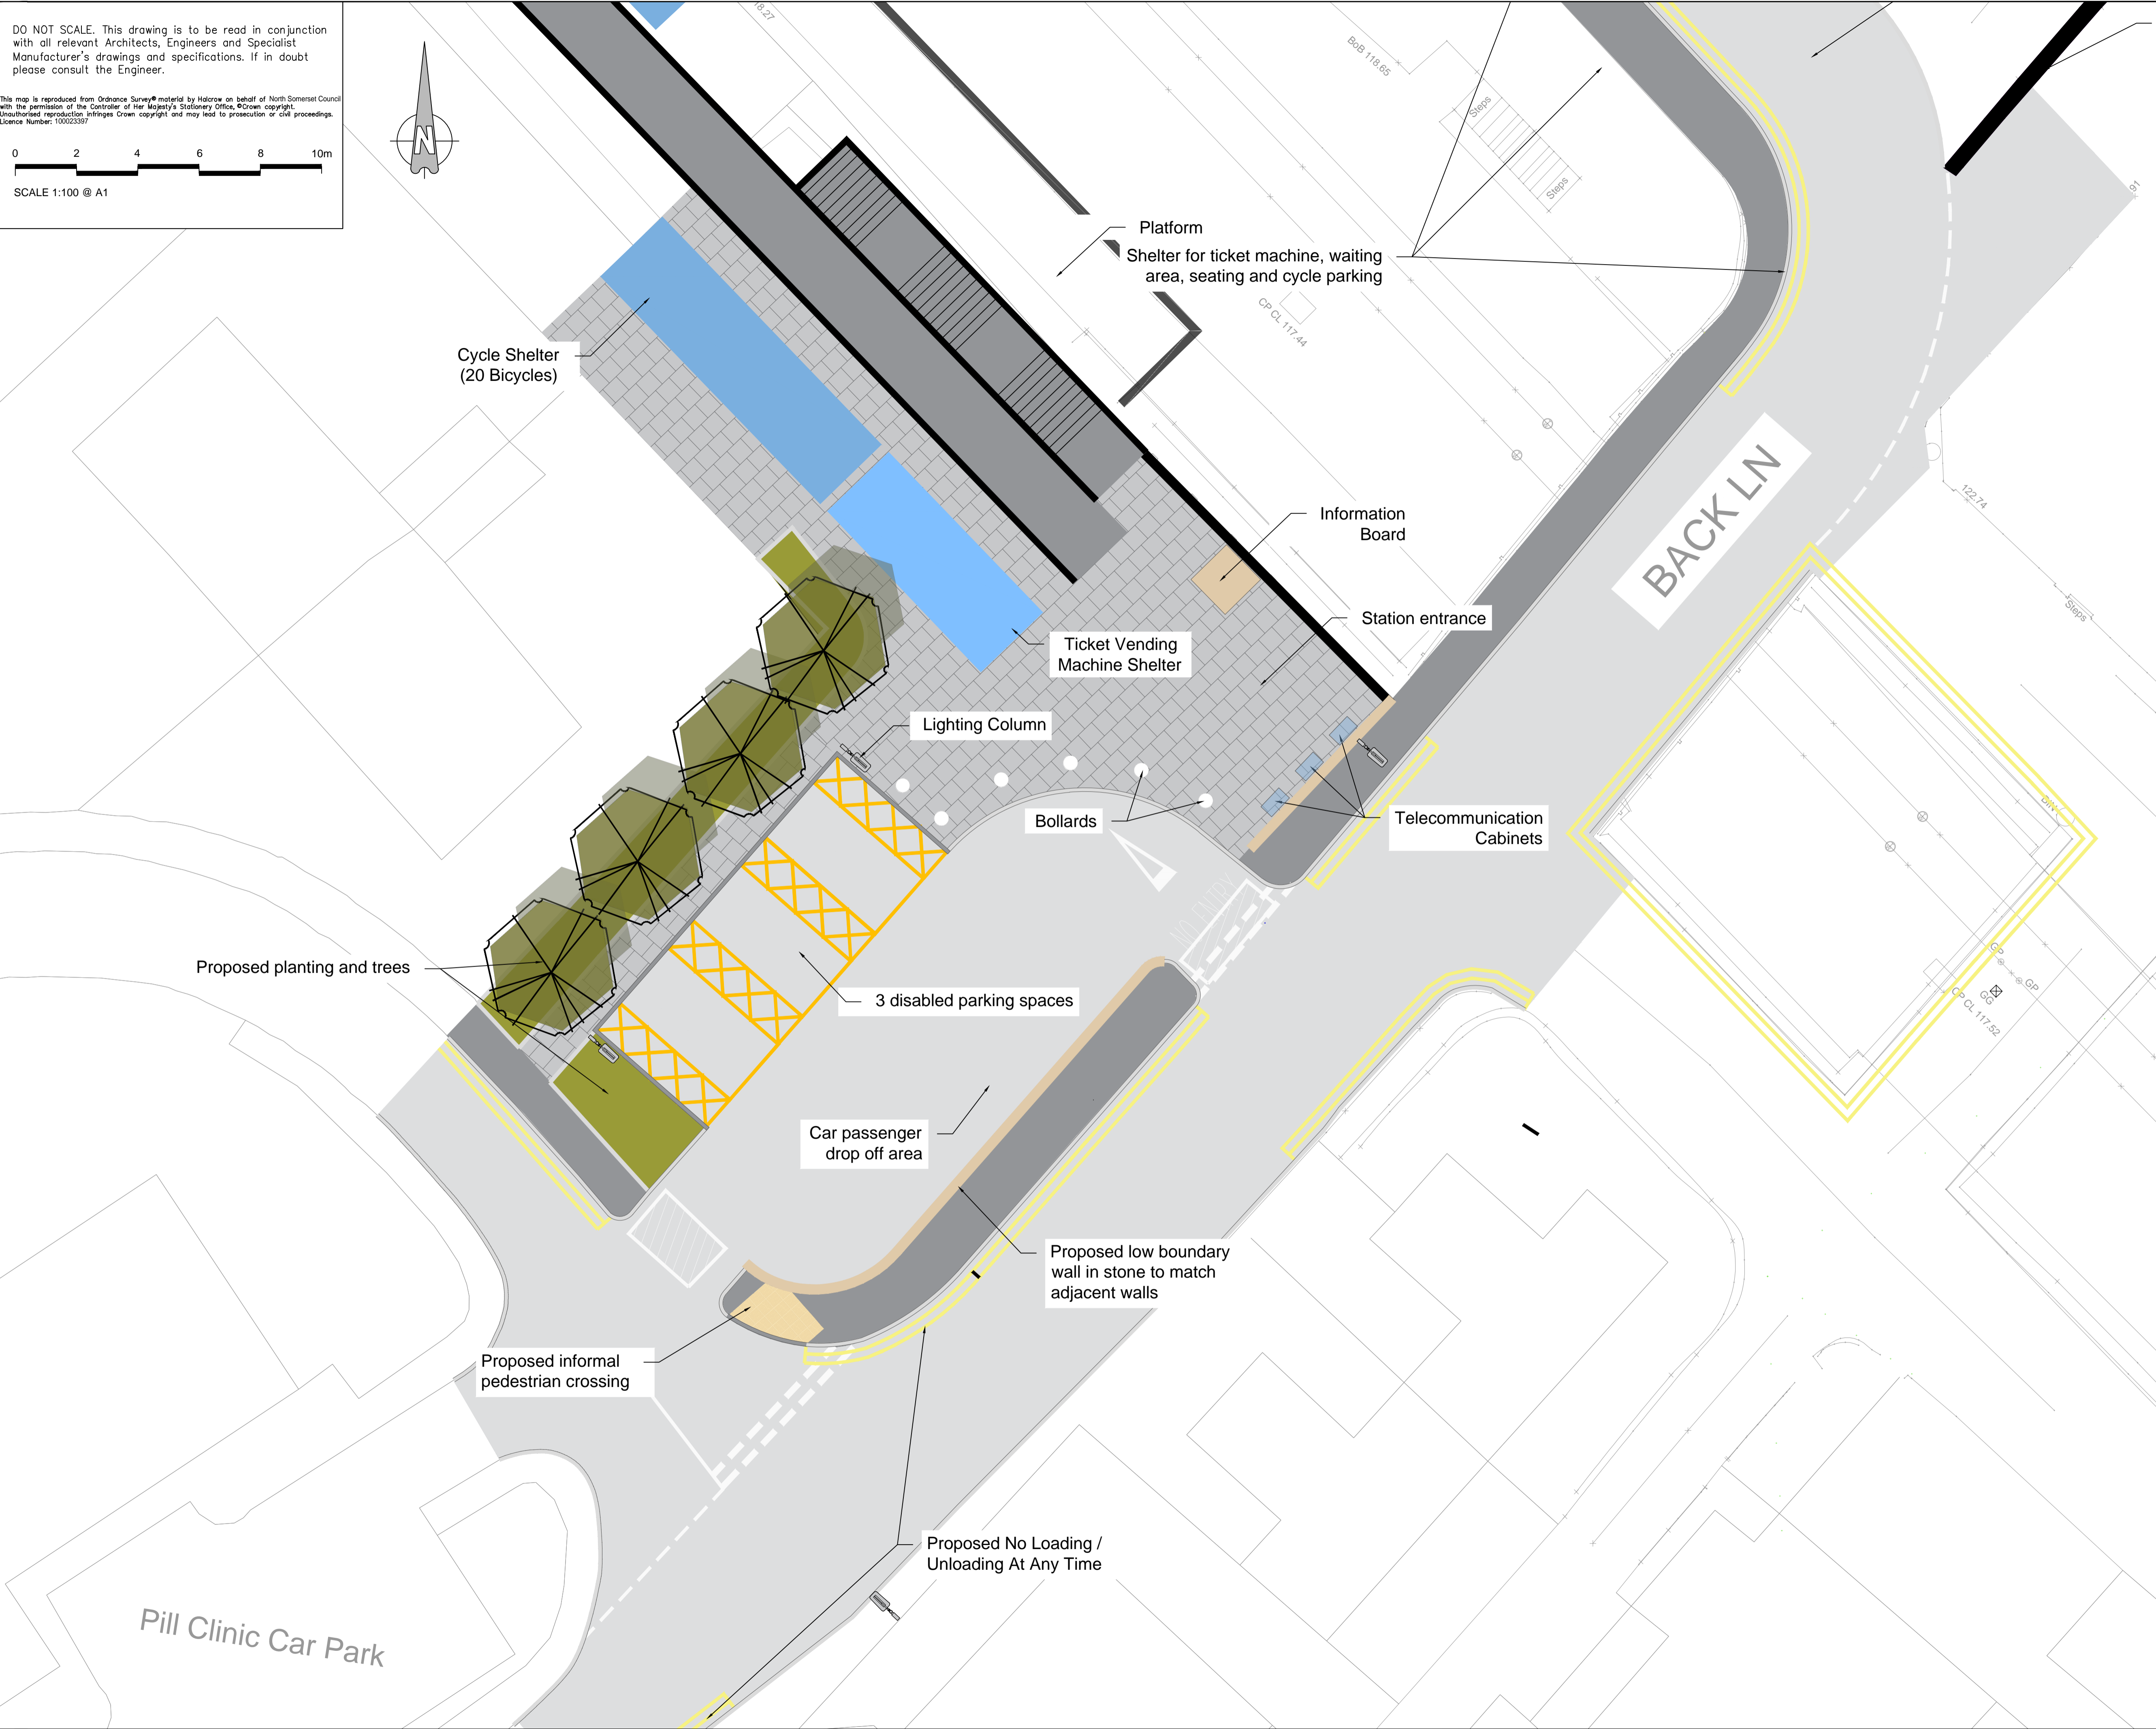 DO NOT SCALE. This drawing is to be read in conjunction
with all relevant Architects, Engineers and Specialist
Manufacturer's drawings and specifications. If in doubt
please consult the Engineer.
This map is reproduced from Ordnance Survey® material by Halcrow on behalf of North Somerset Council
with the permission of the Controller of Her Majesty's Stationery Office, ©Crown copyright.
Unauthorised reproduction infringes Crown copyright and may lead to prosecution or civil proceedings.
Licence Number: 100023397
0 2 4 6 8 10m
SCALE 1:100 @ A1
N
18.27
BoB 118.65
Steps
Steps
91
Platform
Shelter for ticket machine, waiting
area, seating and cycle parking
CP CL 117.44
Cycle Shelter
(20 Bicycles)
BACK LN
122.74
Steps
Information
Board
Station entrance
Ticket Vending
Machine Shelter
Lighting Column
Bollards
Telecommunication
Cabinets
NO ENTRY
Proposed planting and trees
3 disabled parking spaces
GP
GP
GG
CP CL 117.52
Car passenger
drop off area
Proposed low boundary
wall in stone to match
adjacent walls
Proposed informal
pedestrian crossing
Proposed No Loading /
Unloading At Any Time
Pill Clinic Car Park